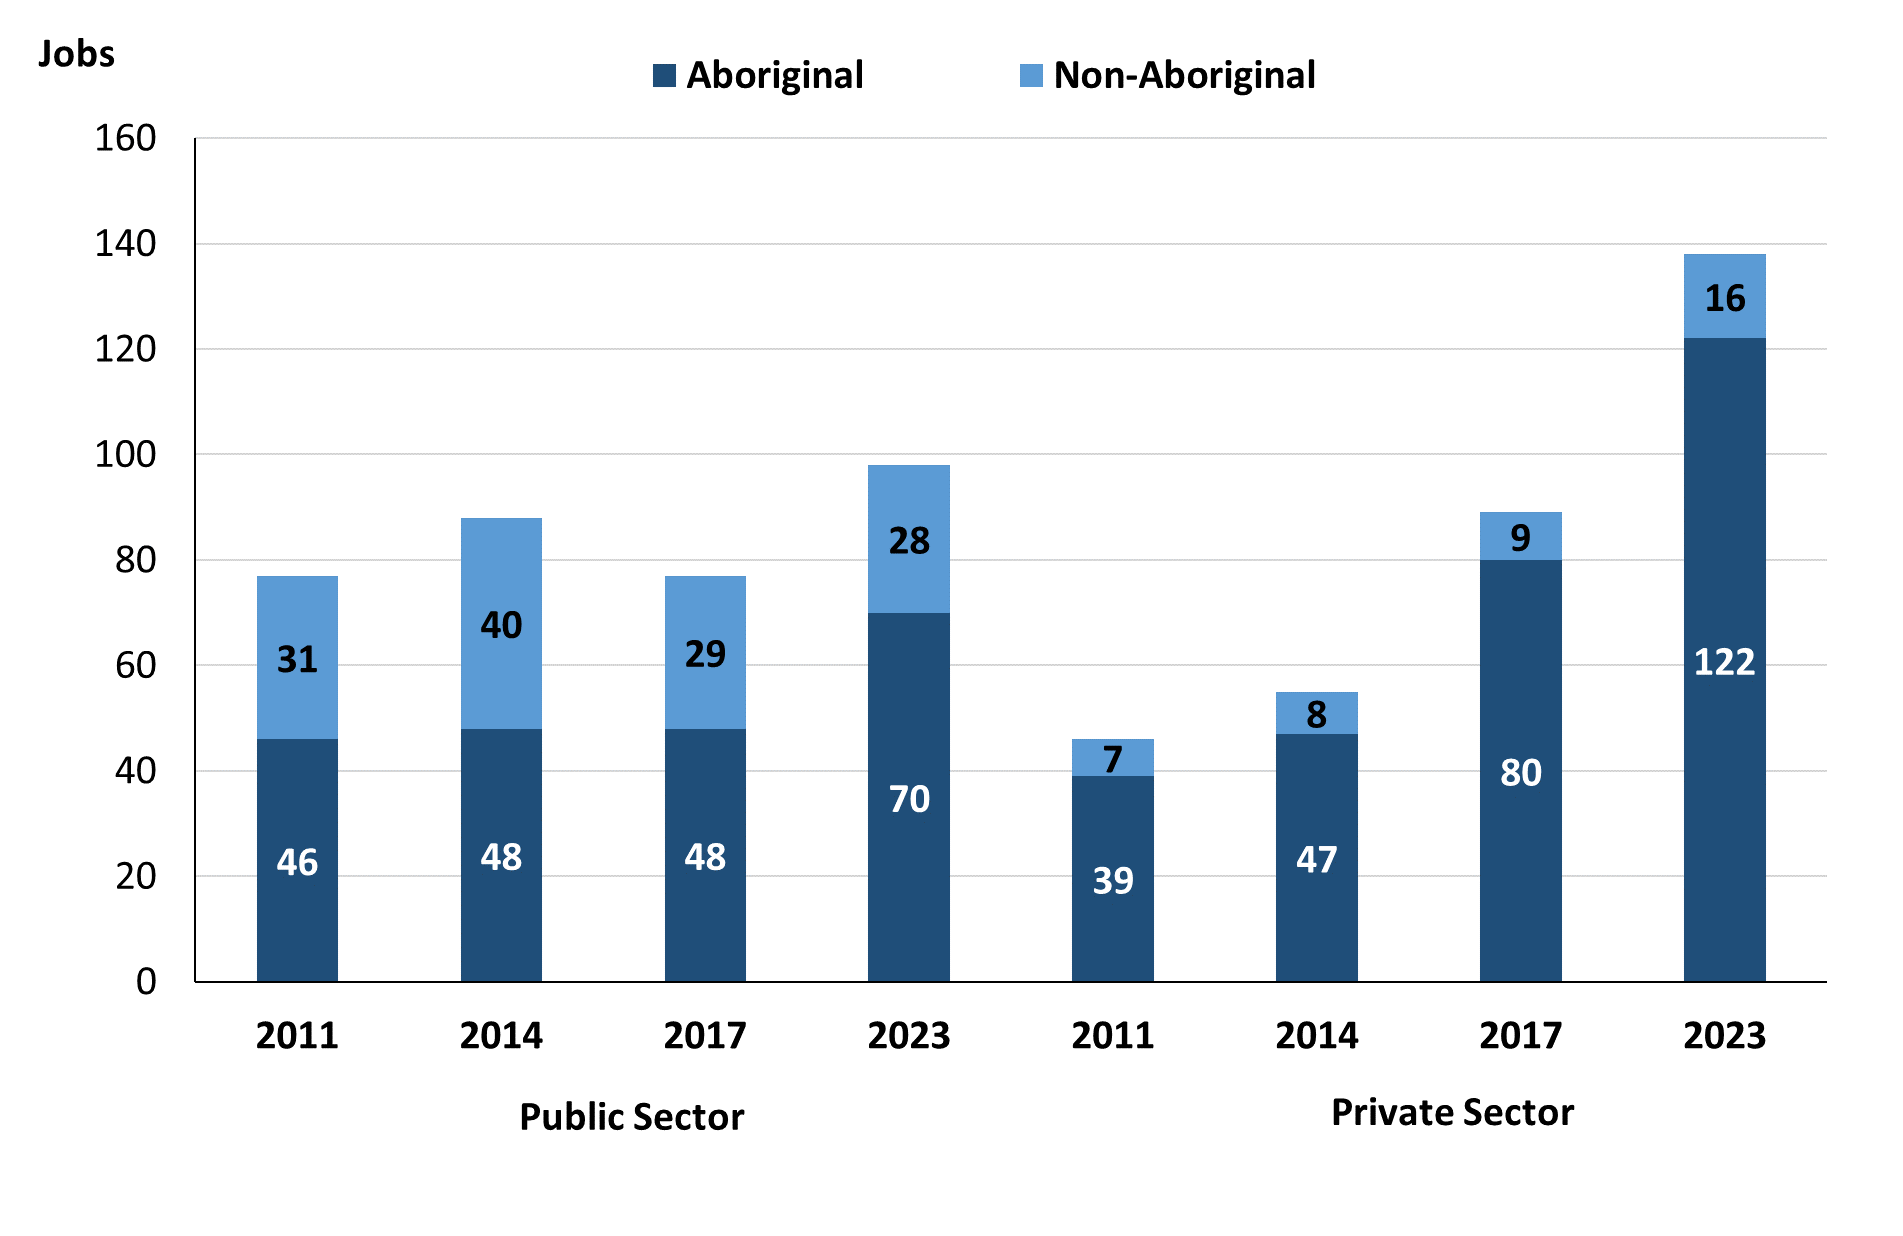 Jobs
Aboriginal Non-Aboriginal
160
140
120
100
80
60
40
20
0
31 40 29 28 7 8 9 16
46 48 48 70 39 47 80 122
2011 2014 2017 2023 2011 2014 2017 2023
Public Sector Private Sector